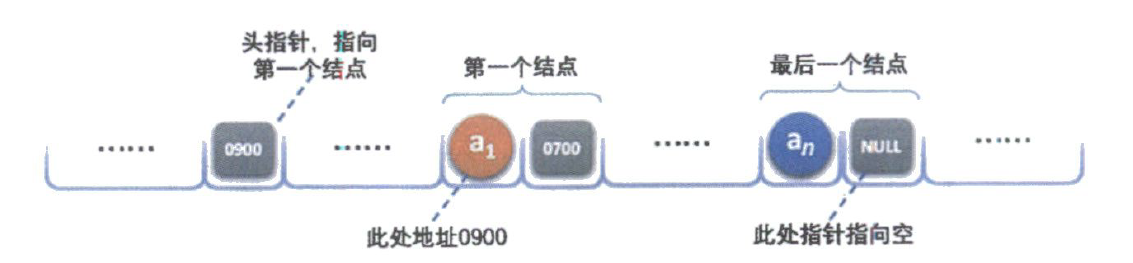 头指针，指向
第一个结点
第一个结点
最后一个结点
······
0900
······
a₁
0700
······
aₙ
NULL
······
此处地址0900
此处指针指向空